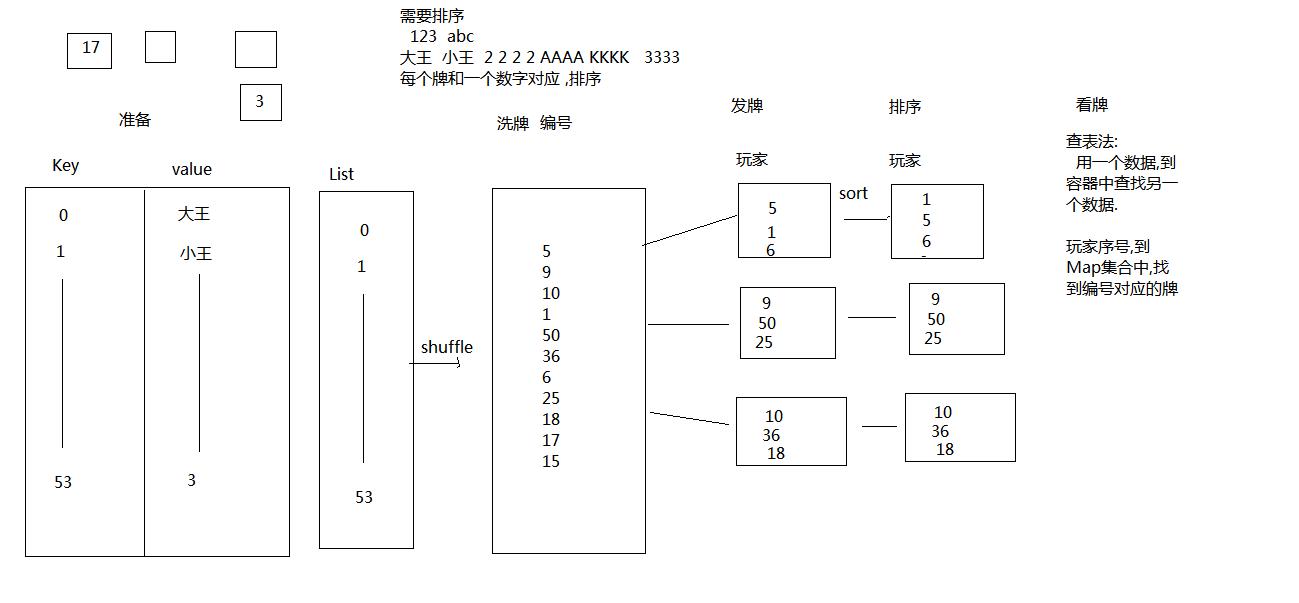 需要排序
123 abc
大王 小王 2 2 2 2 AAAA KKKK 3333
每个牌和一个数字对应 ,排序
17
3
准备
Key
value
0
大王
1
小王
53
3
List
0
1
53
shuffle
洗牌 编号
5
9
10
1
50
36
6
25
18
17
15
发牌
玩家
5
1
6
9
50
25
10
36
18
sort
排序
玩家
1
5
6
9
50
25
10
36
18
看牌
查表法:
用一个数据,到
容器中查找另一
个数据.
玩家序号,到
Map集合中,找
到编号对应的牌